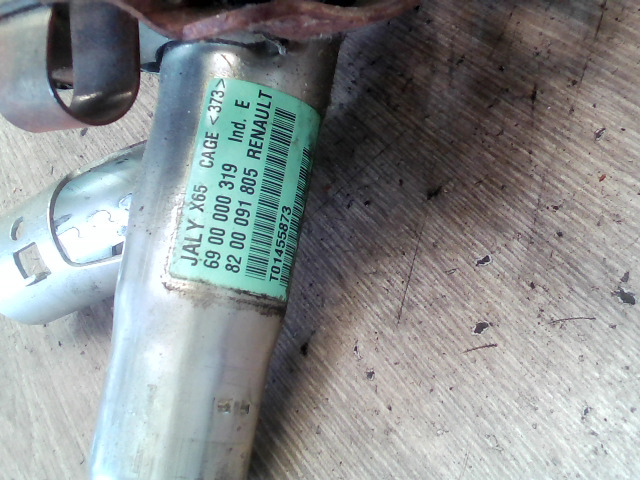 JALY X65 CAGE <373>
69 00 000 319 Ind. E
82 00 091 805 RENAULT
T01455873